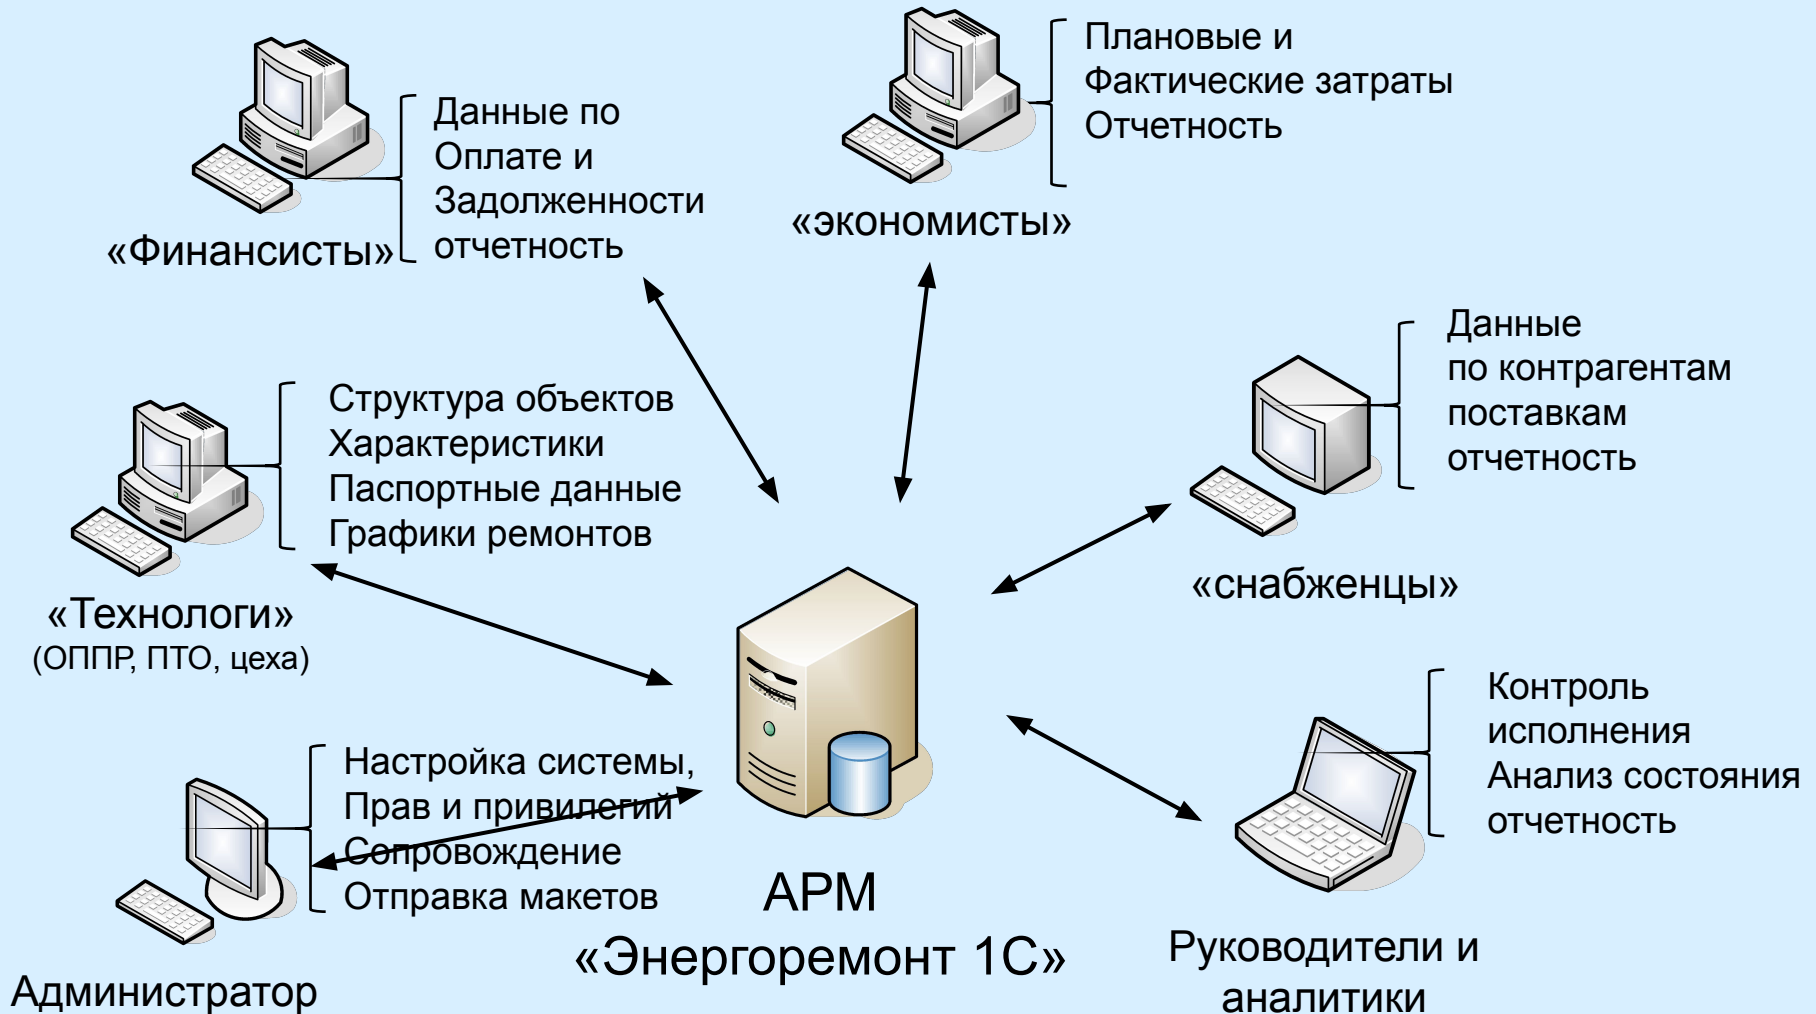 Данные по
Оплате и
Задолженности
отчетность
«Финансисты»
Плановые и
Фактические затраты
Отчетность
«экономисты»
Структура объектов
Характеристики
Паспортные данные
Графики ремонтов
«Технологи»
(ОППР, ПТО, цеха)
Данные
по контрагентам
поставкам
отчетность
«снабженцы»
Настройка системы,
Прав и привилегий
Сопровождение
Отправка макетов
Администратор
АРМ
«Энергоремонт 1С»
Контроль
исполнения
Анализ состояния
отчетность
Руководители и
аналитики